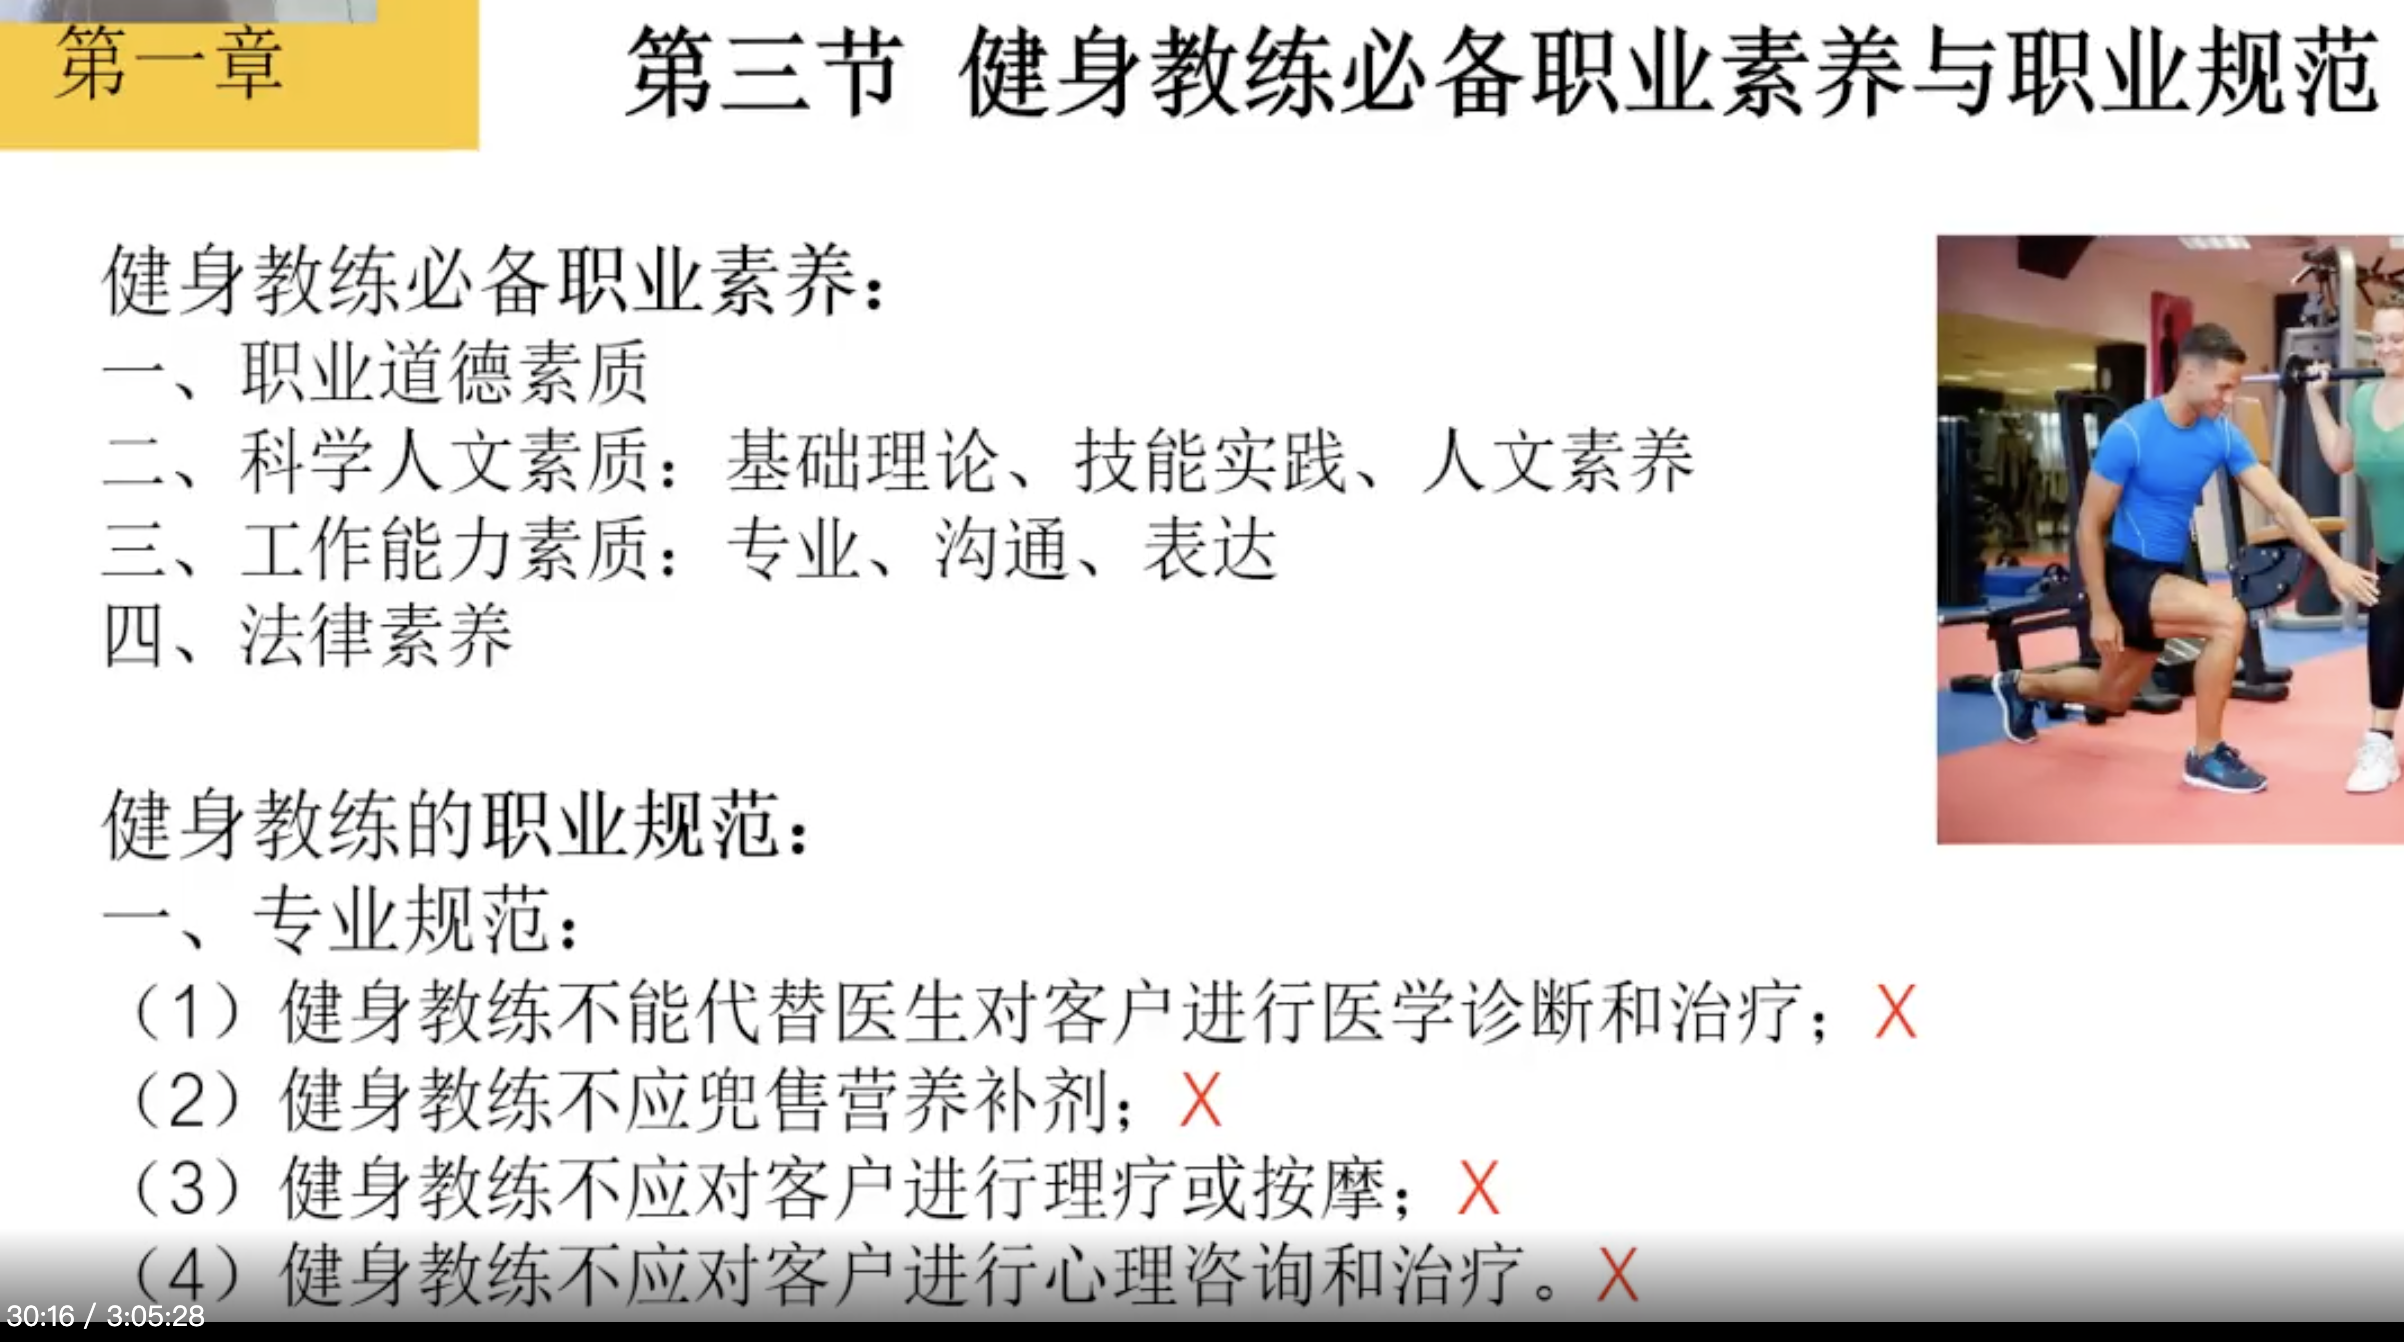 第一章
第三节 健身教练必备职业素养与职业规范
健身教练必备职业素养：
一、职业道德素质
二、科学人文素质：基础理论、技能实践、人文素养
三、工作能力素质：专业、沟通、表达
四、法律素养
健身教练的职业规范：
一、专业规范：
（1）健身教练不能代替医生对客户进行医学诊断和治疗；X
（2）健身教练不应兜售营养补剂；X
（3）健身教练不应对客户进行理疗或按摩；X
（4）健身教练不应对客户进行心理咨询和治疗。X
30:16 / 3:05:28